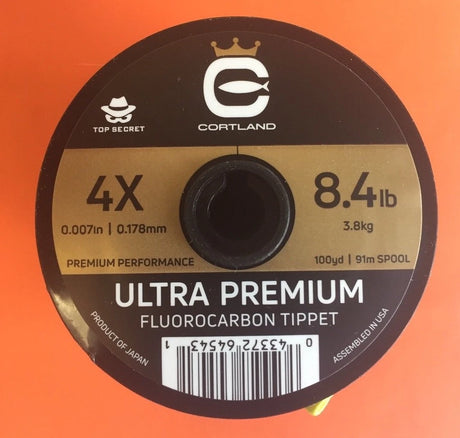 TOP SECRET
CORTLAND
4X
8.4lb
0.007in | 0.178mm
3.8kg
PREMIUM PERFORMANCE
100yd | 91m SPOOL
ULTRA PREMIUM
FLUOROCARBON TIPPET
PRODUCT OF JAPAN
ASSEMBLED IN USA
0 43372 64543 1